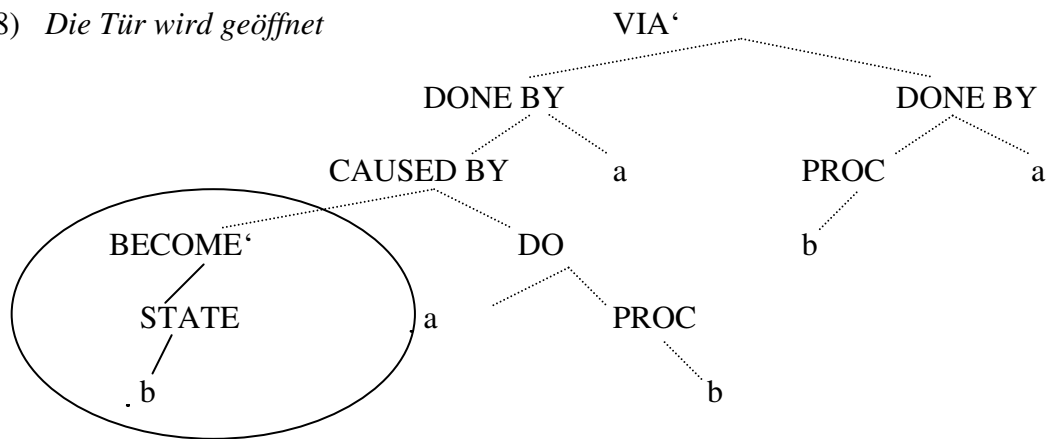 8) Die Tür wird geöffnet VIA‘
DONE BY DONE BY
CAUSED BY a PROC a
BECOME‘ DO b
STATE a PROC
b b